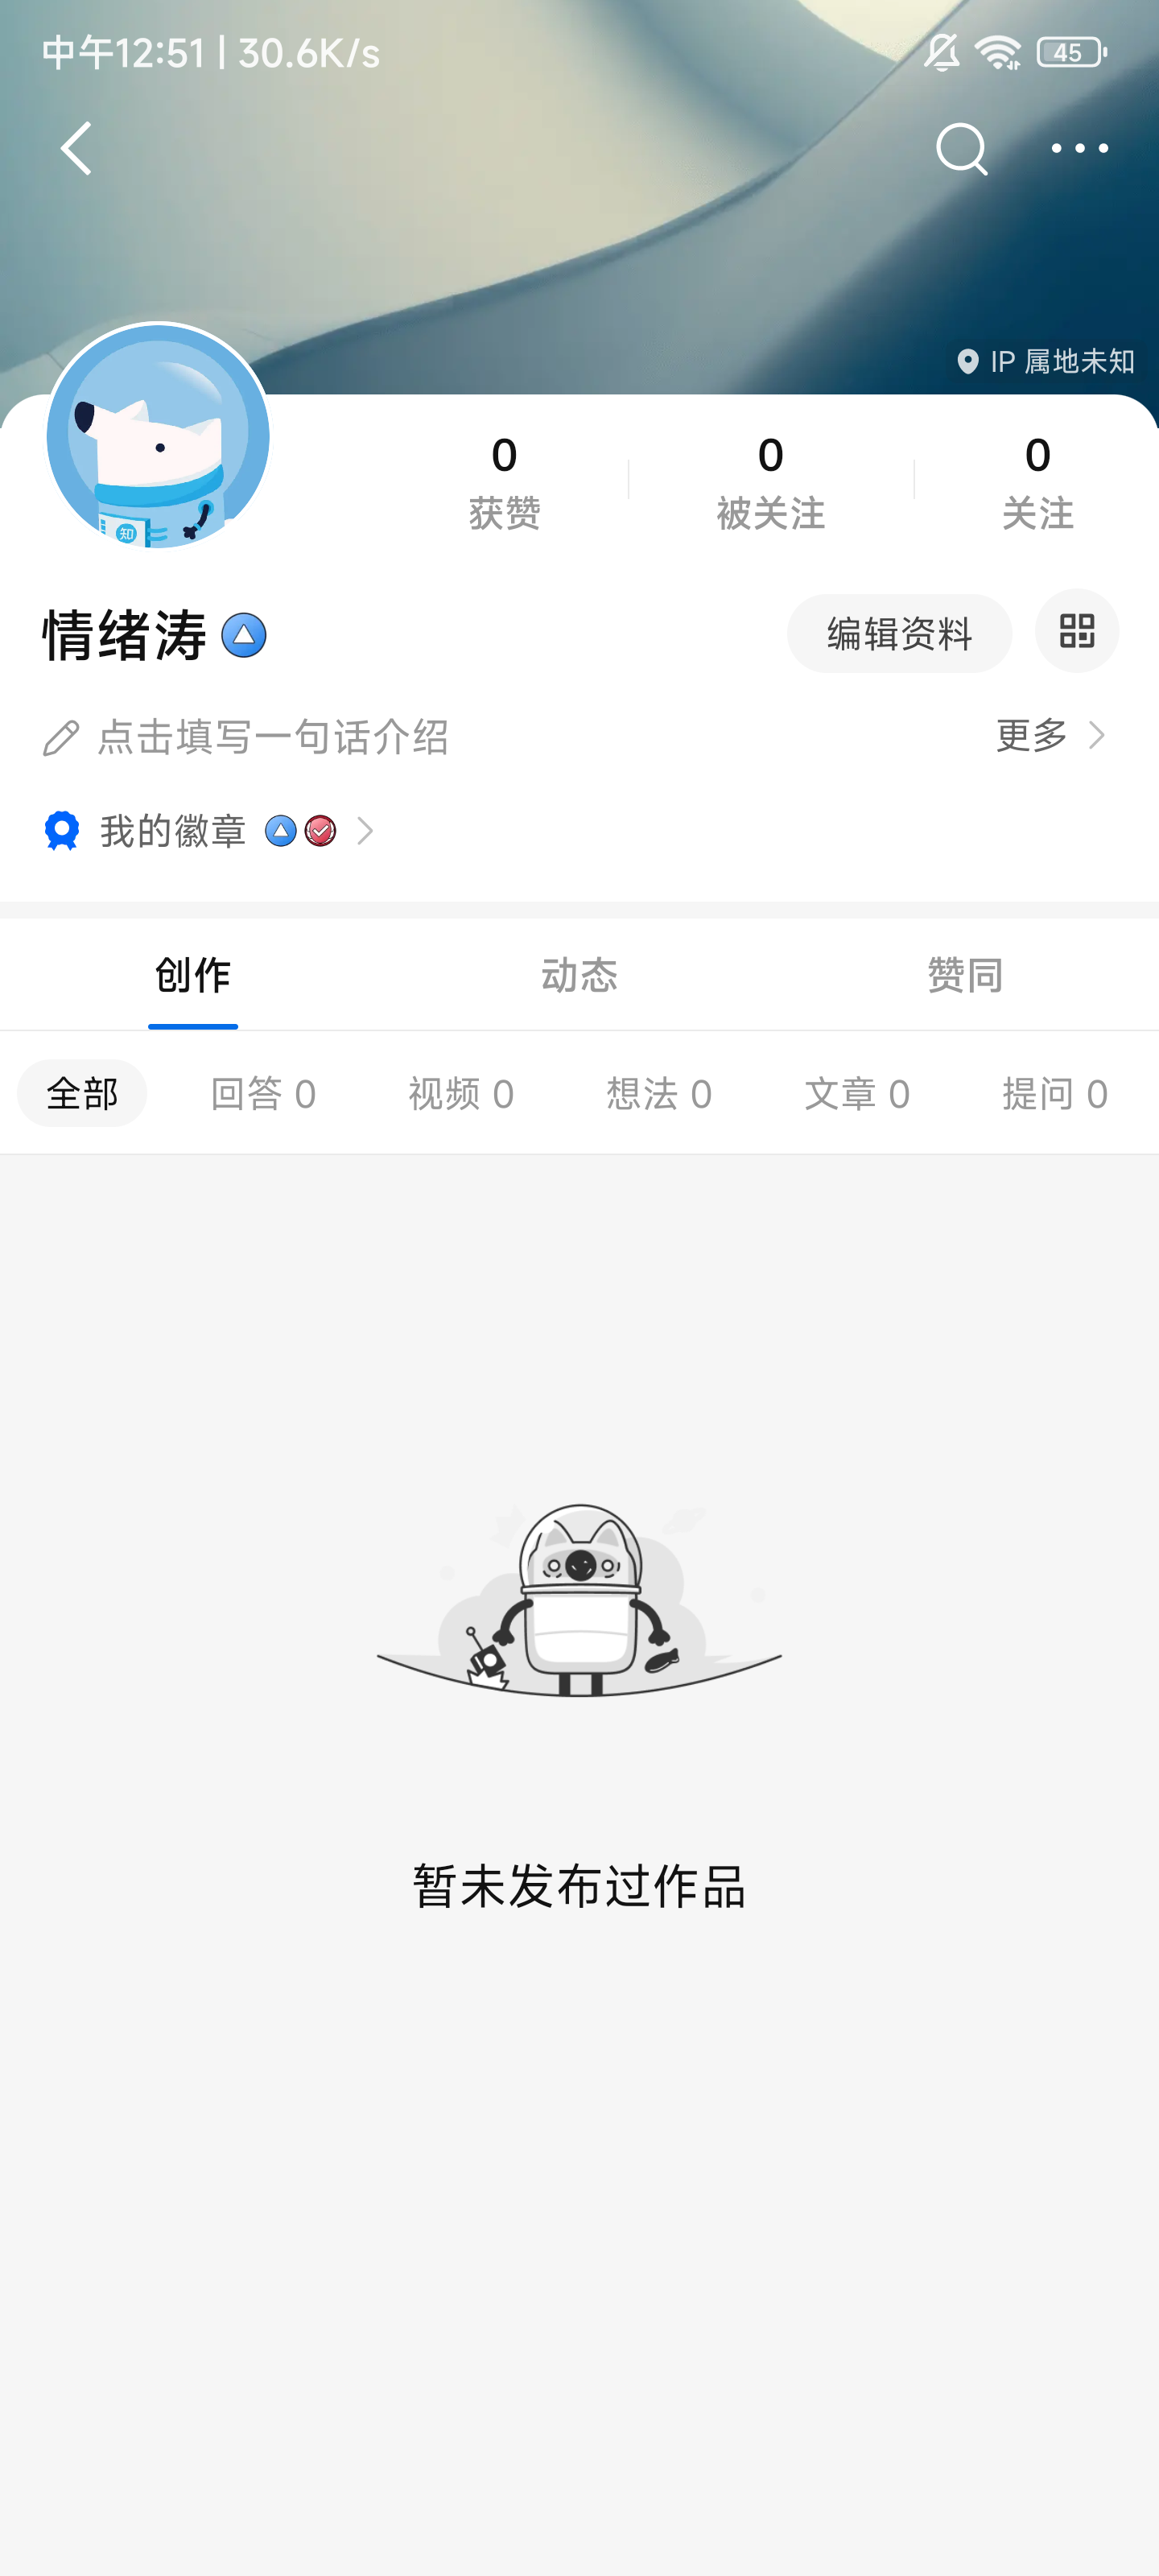 中午12:51 | 30.6K/s
45
IP 属地未知
知
0 0 0
获赞 被关注 关注
情绪涛 编辑资料
点击填写一句话介绍 更多
我的徽章
创作 动态 赞同
全部 回答 0 视频 0 想法 0 文章 0 提问 0
暂未发布过作品